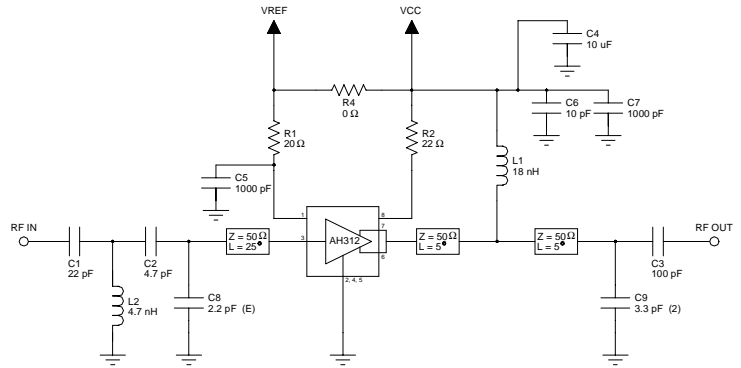 VREF
VCC
C4
10 uF
R4
0 Ω
C6
10 pF
C7
1000 pF
R1
20 Ω
R2
22 Ω
L1
18 nH
C5
1000 pF
1
8
RF IN
Z = 50Ω
L = 25°
3
AH312
7
6
Z = 50Ω
L = 5°
Z = 50Ω
L = 5°
RF OUT
C1
22 pF
C2
4.7 pF
2, 4, 5
C3
100 pF
L2
4.7 nH
C8
2.2 pF (E)
C9
3.3 pF (2)